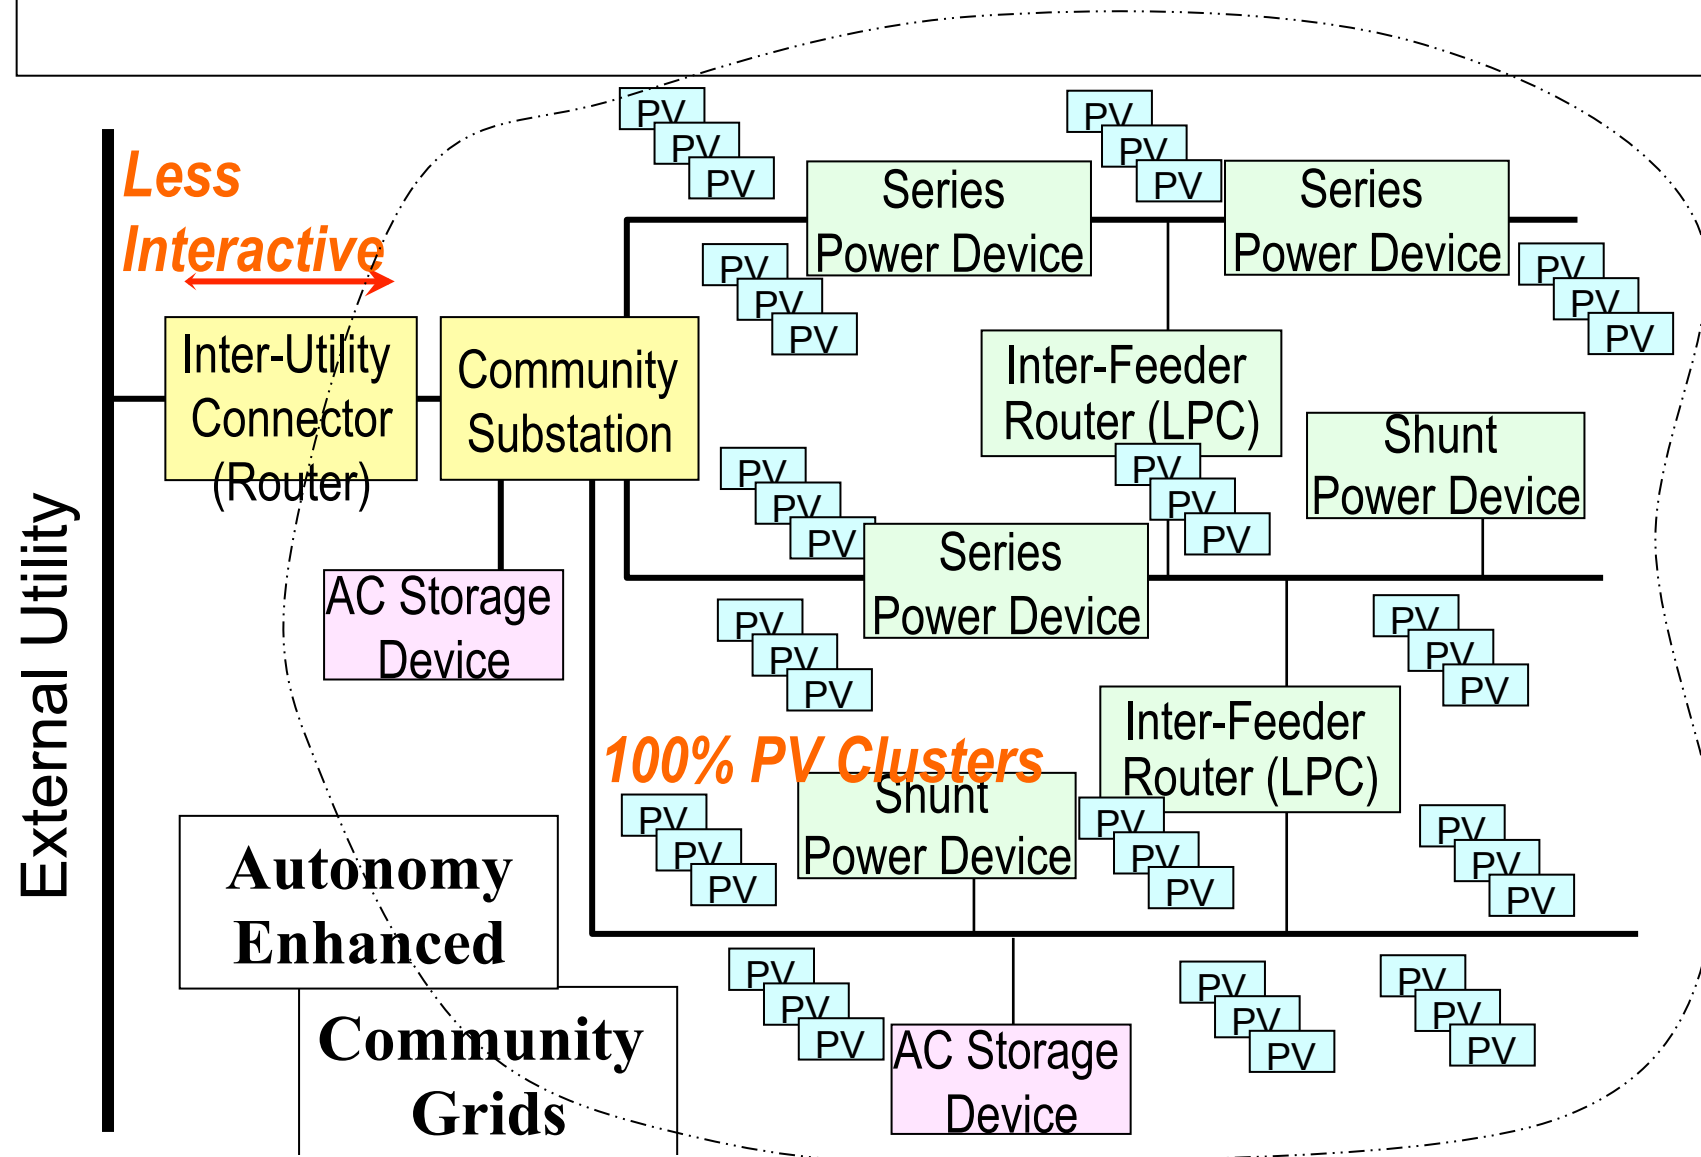 PV
PV
PV
PV
PV
PV
Less
Interactive
Series
Power Device
Series
Power Device
PV
PV
PV
PV
PV
PV
Inter-Utility
Connector
(Router)
Community
Substation
Inter-Feeder
Router (LPC)
Shunt
Power Device
PV
PV
PV
PV
PV
PV
External Utility
AC Storage
Device
Series
Power Device
PV
PV
PV
PV
PV
PV
100% PV Clusters
Inter-Feeder
Router (LPC)
Shunt
Power Device
PV
PV
PV
PV
PV
PV
PV
PV
PV
Autonomy
Enhanced
Community
Grids
PV
PV
PV
AC Storage
Device
PV
PV
PV
PV
PV
PV